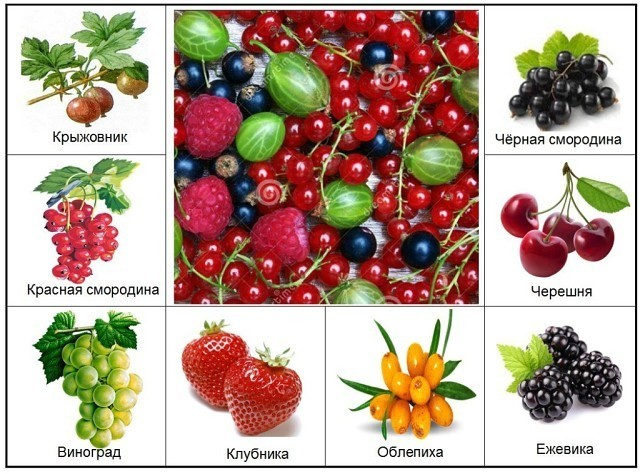 Крыжовник
Чёрная смородина
Красная смородина
Черешня
Виноград
Клубника
Облепиха
Ежевика